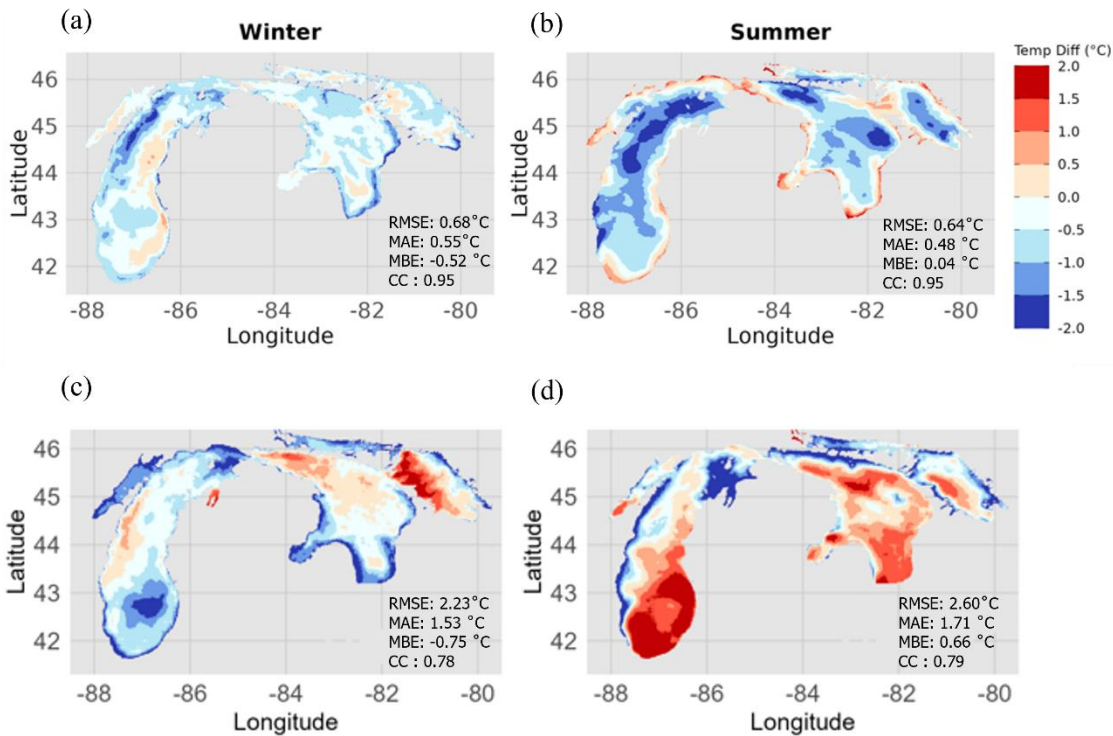 (a)
Winter
46
45
44
43
42
Latitude
-88
-86
-84
-82
-80
Longitude
RMSE: 0.68°C
MAE: 0.55°C
MBE: -0.52 °C
CC : 0.95
(b)
Summer
46
45
44
43
42
Latitude
-88
-86
-84
-82
-80
Longitude
RMSE: 0.64°C
MAE: 0.48 °C
MBE: 0.04 °C
CC: 0.95
Temp Diff (°C)
2.0
1.5
1.0
0.5
0.0
-0.5
-1.0
-1.5
-2.0
(c)
46
45
44
43
42
Latitude
-88
-86
-84
-82
-80
Longitude
RMSE: 2.23°C
MAE: 1.53 °C
MBE: -0.75 °C
CC : 0.78
(d)
46
45
44
43
42
Latitude
-88
-86
-84
-82
-80
Longitude
RMSE: 2.60°C
MAE: 1.71 °C
MBE: 0.66 °C
CC : 0.79